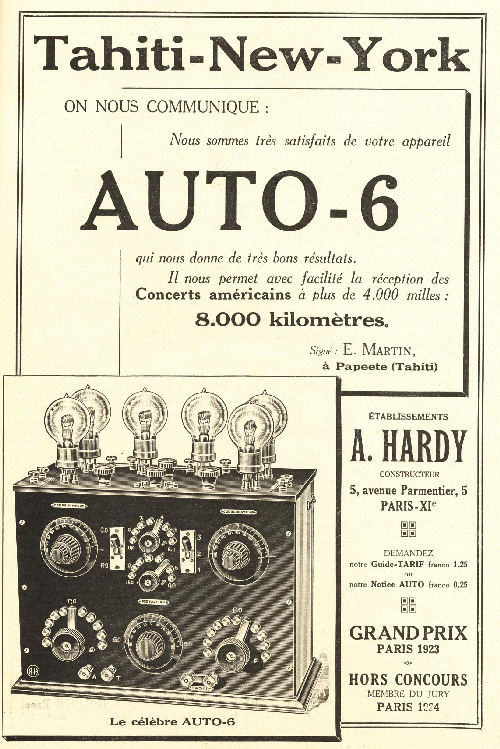 Tahiti-New-York
ON NOUS COMMUNIQUE :
Nous sommes très satisfaits de votre appareil
AUTO-6
qui nous donne de très bons résultats.
Il nous permet avec facilité la réception des
Concerts américains à plus de 4.000 milles :
8.000 kilomètres.
Signé : E. MARTIN,
à Papeete (Tahiti)
ÉTABLISSEMENTS
A. HARDY
CONSTRUCTEUR
5, avenue Parmentier, 5
PARIS-XIe
DEMANDEZ
notre Guide-TARIF franco 1.25
ou
notre Notice AUTO franco 0.25
GRAND PRIX
PARIS 1923
HORS CONCOURS
MEMBRE DU JURY
PARIS 1924
Le célèbre AUTO-6